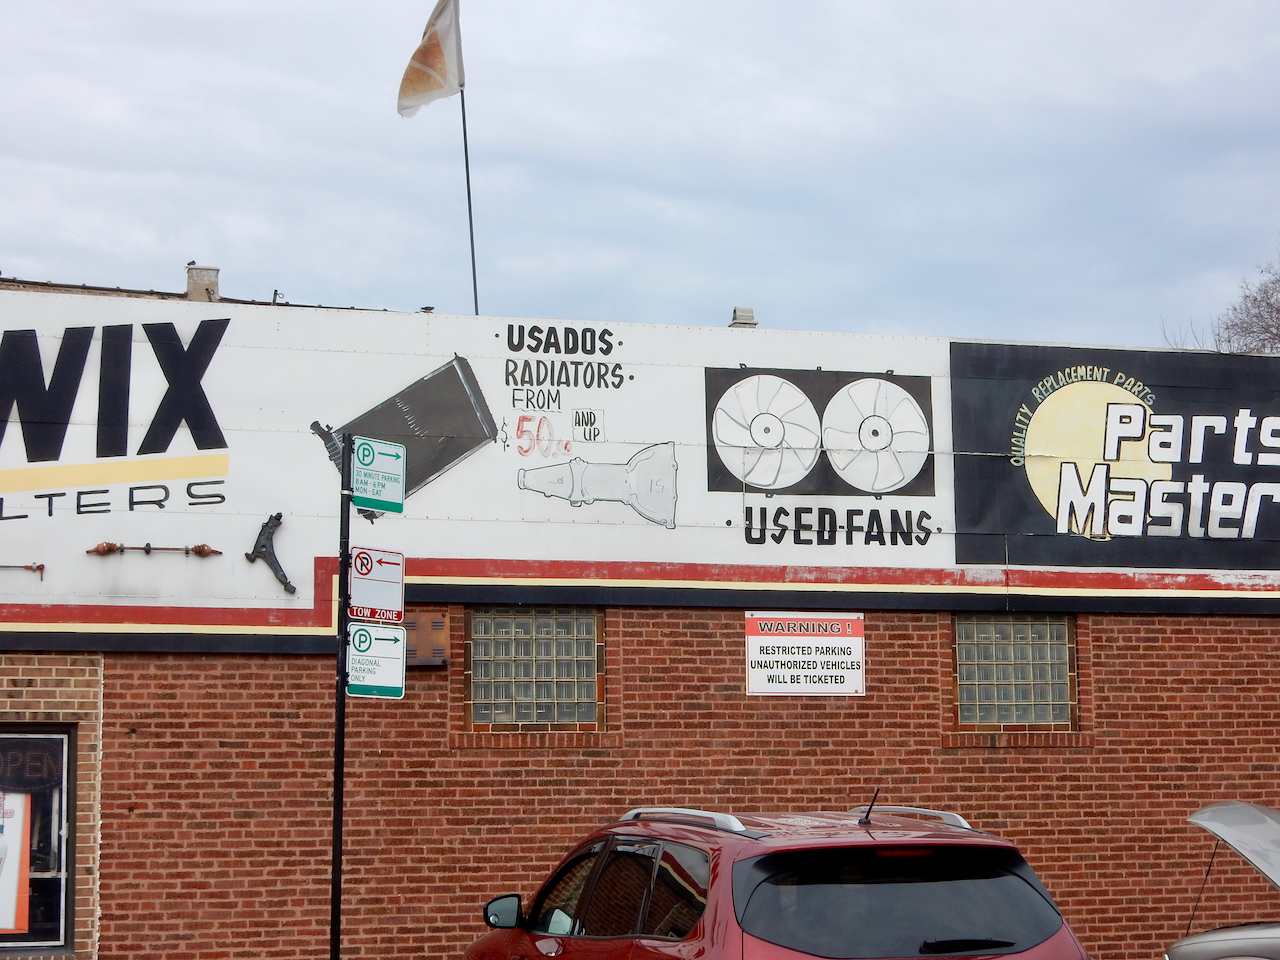 WIX
LTERS
·USADOS·
RADIATORS·
FROM
$50.00 AND
UP
·USED·FANS·
QUALITY REPLACEMENT PARTS
Parts
Master
P
30 MINUTE PARKING
8AM-6PM
MON-SAT
P
TOW ZONE
P
DIAGONAL
PARKING
ONLY
WARNING !
RESTRICTED PARKING
UNAUTHORIZED VEHICLES
WILL BE TICKETED
OPEN